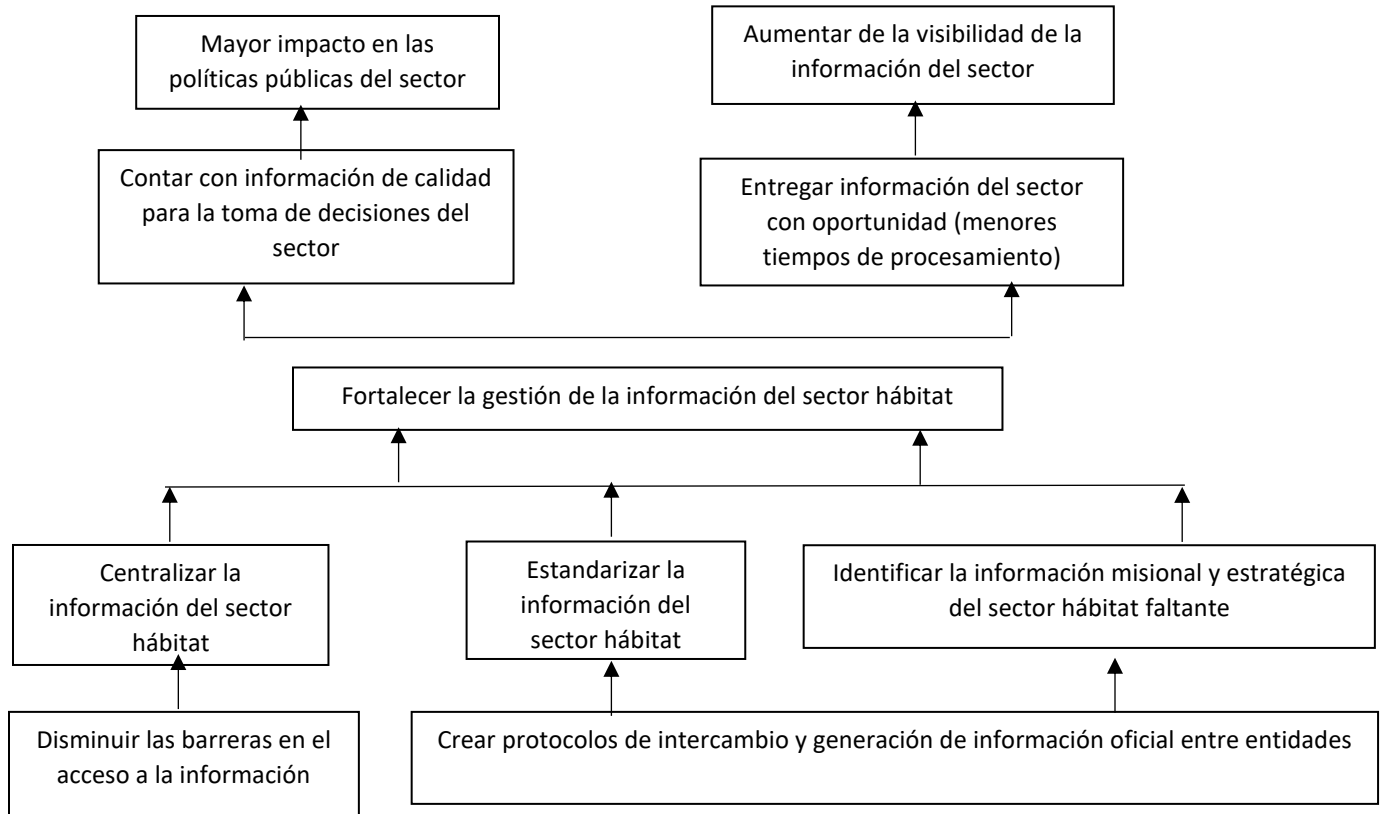 Mayor impacto en las
políticas públicas del sector
Aumentar de la visibilidad de la
información del sector
Contar con información de calidad
para la toma de decisiones del
sector
Entregar información del sector
con oportunidad (menores
tiempos de procesamiento)
Fortalecer la gestión de la información del sector hábitat
Centralizar la
información del sector
hábitat
Estandarizar la
información del
sector hábitat
Identificar la información misional y estratégica
del sector hábitat faltante
Disminuir las barreras en el
acceso a la información
Crear protocolos de intercambio y generación de información oficial entre entidades